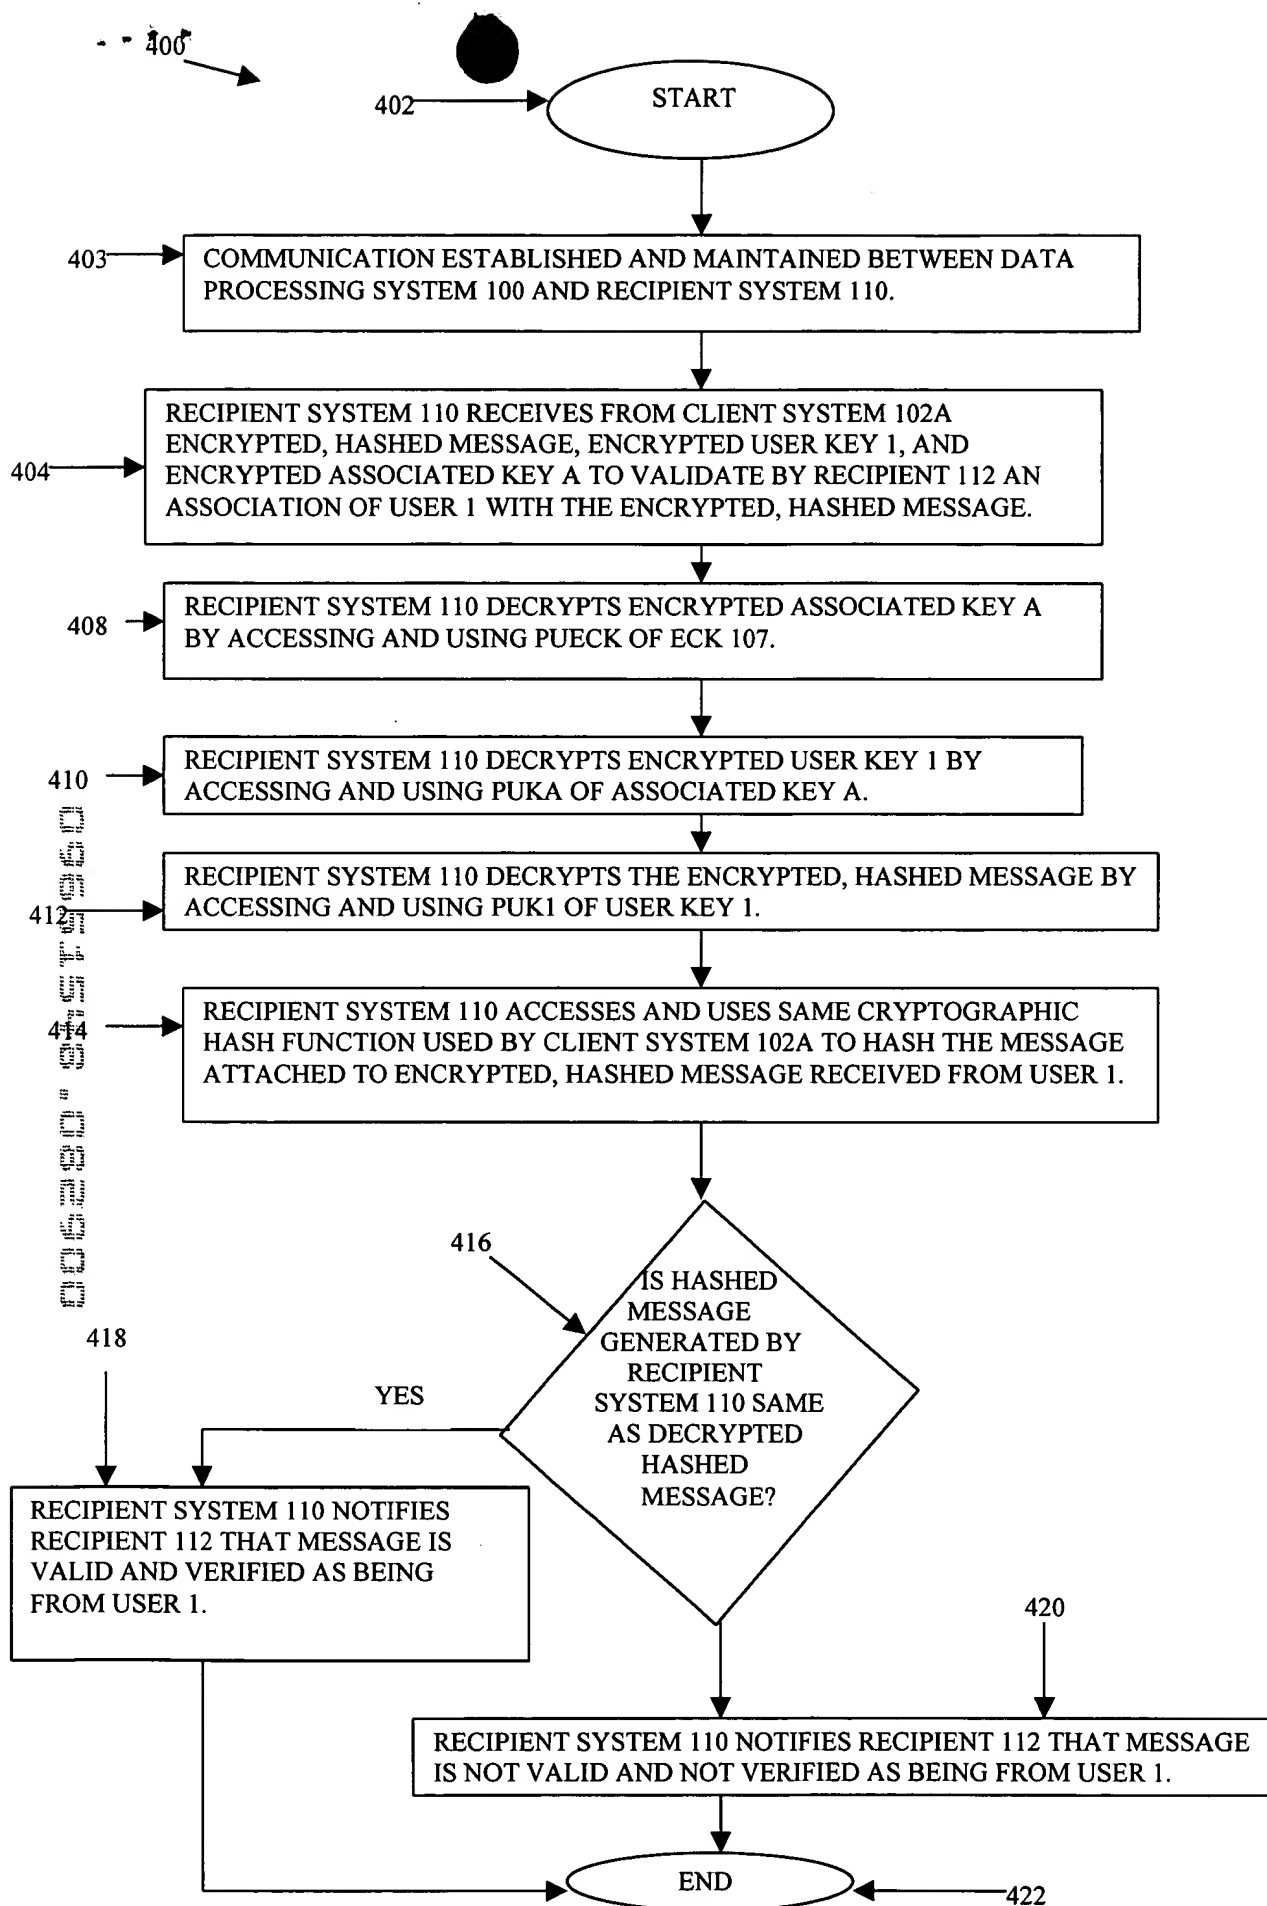 400
402
START
403
COMMUNICATION ESTABLISHED AND MAINTAINED BETWEEN DATA
PROCESSING SYSTEM 100 AND RECIPIENT SYSTEM 110.
404
RECIPIENT SYSTEM 110 RECEIVES FROM CLIENT SYSTEM 102A
ENCRYPTED, HASHED MESSAGE, ENCRYPTED USER KEY 1, AND
ENCRYPTED ASSOCIATED KEY A TO VALIDATE BY RECIPIENT 112 AN
ASSOCIATION OF USER 1 WITH THE ENCRYPTED, HASHED MESSAGE.
408
RECIPIENT SYSTEM 110 DECRYPTS ENCRYPTED ASSOCIATED KEY A
BY ACCESSING AND USING PUECK OF ECK 107.
410
RECIPIENT SYSTEM 110 DECRYPTS ENCRYPTED USER KEY 1 BY
ACCESSING AND USING PUKA OF ASSOCIATED KEY A.
412
RECIPIENT SYSTEM 110 DECRYPTS THE ENCRYPTED, HASHED MESSAGE BY
ACCESSING AND USING PUK1 OF USER KEY 1.
414
RECIPIENT SYSTEM 110 ACCESSES AND USES SAME CRYPTOGRAPHIC
HASH FUNCTION USED BY CLIENT SYSTEM 102A TO HASH THE MESSAGE
ATTACHED TO ENCRYPTED, HASHED MESSAGE RECEIVED FROM USER 1.
416
IS HASHED
MESSAGE
GENERATED BY
RECIPIENT
SYSTEM 110 SAME
AS DECRYPTED
HASHED
MESSAGE?
YES
418
RECIPIENT SYSTEM 110 NOTIFIES
RECIPIENT 112 THAT MESSAGE IS
VALID AND VERIFIED AS BEING
FROM USER 1.
420
RECIPIENT SYSTEM 110 NOTIFIES RECIPIENT 112 THAT MESSAGE
IS NOT VALID AND NOT VERIFIED AS BEING FROM USER 1.
END
422